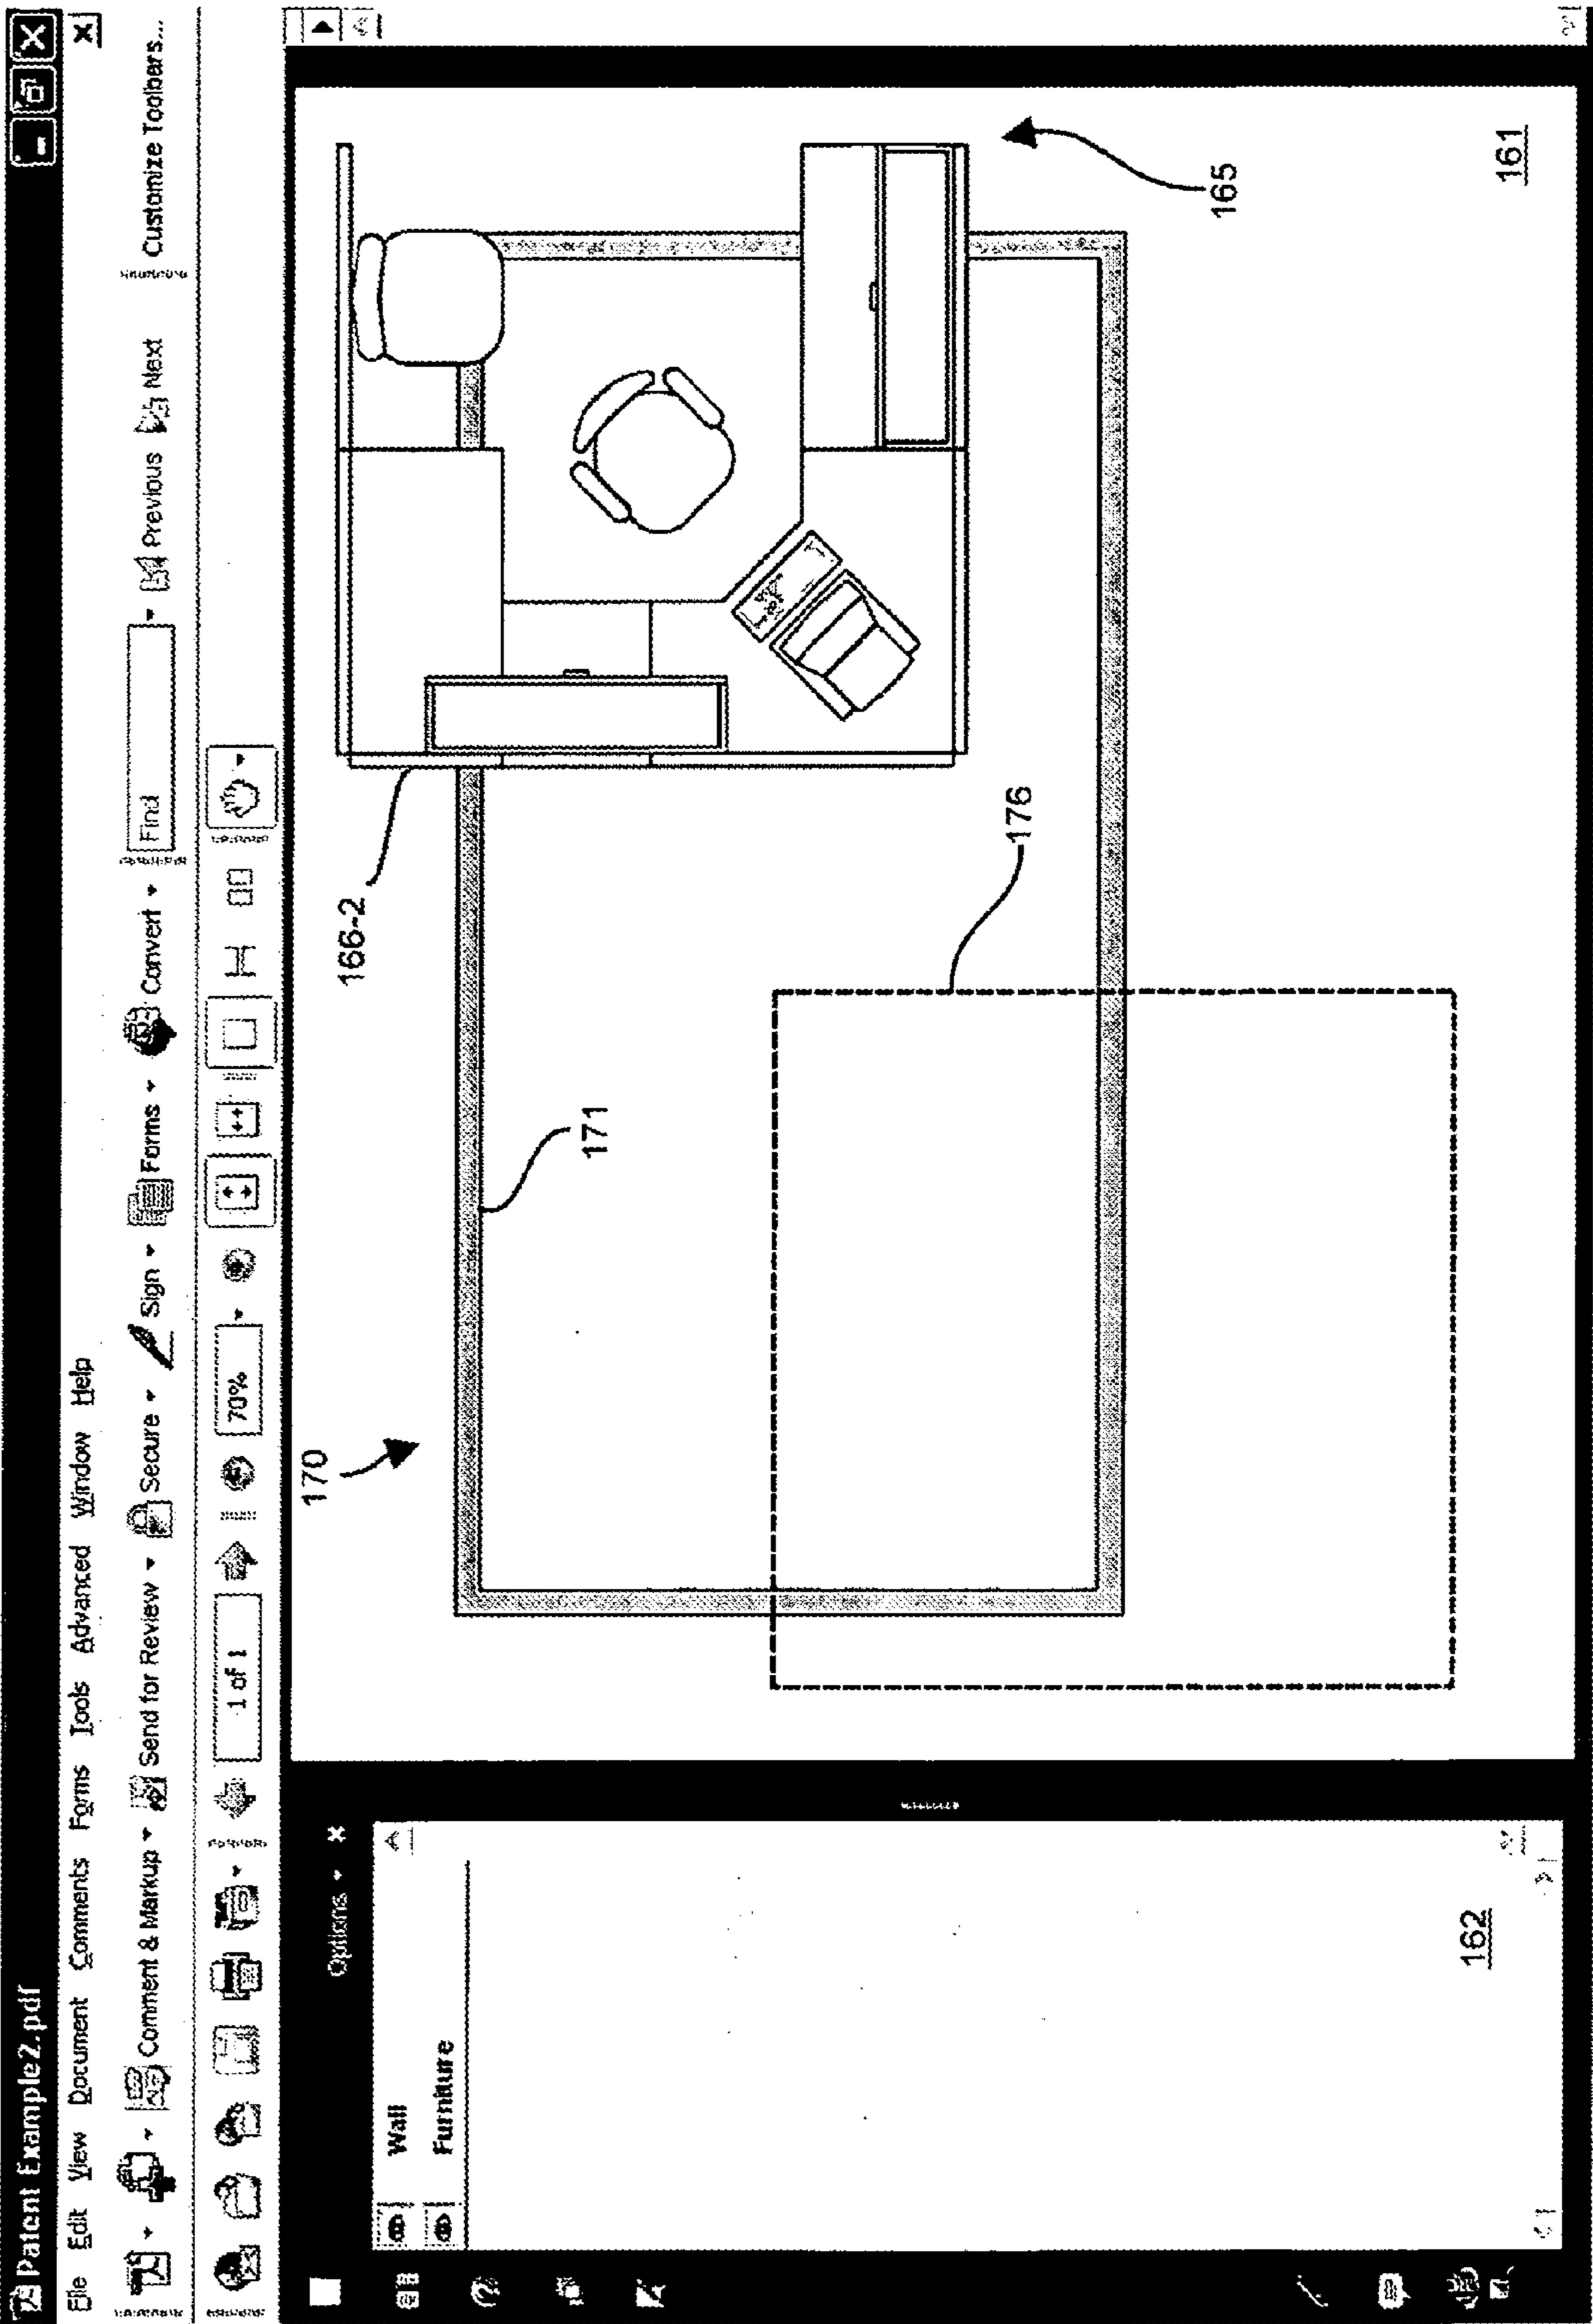 Patent Example2.pdf
File Edit View Document Comments Forms Tools Advanced Window Help
Comment & Markup Send for Review Secure Sign Forms Convert Find Previous Next Customize Toolbars...
1 of 1 70%
Options
Wall
Furniture
162
170
171
166-2
176
165
161